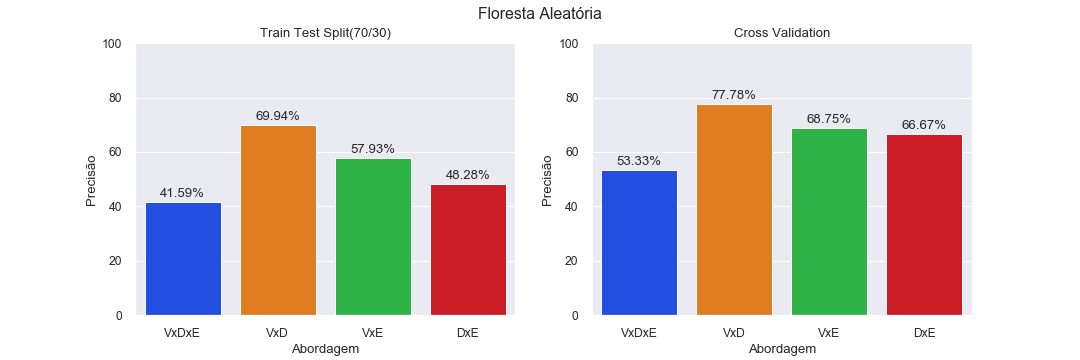 Floresta Aleatória
Train Test Split(70/30)
100
80
60
40
20
0
Precisão
41.59%
69.94%
57.93%
48.28%
VxDxE
VxD
VxE
DxE
Abordagem
Cross Validation
100
80
60
40
20
0
Precisão
53.33%
77.78%
68.75%
66.67%
VxDxE
VxD
VxE
DxE
Abordagem